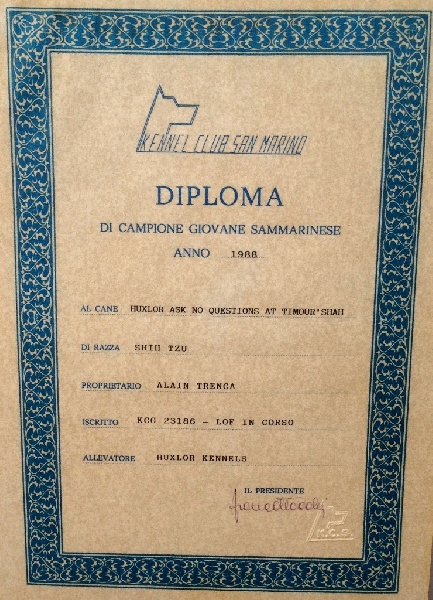 KENNEL CLUB SAN MARINO
DIPLOMA
DI CAMPIONE GIOVANE SAMMARINESE
ANNO 1988
AL CANE HUXLOR ASK NO QUESTIONS AT TIMOUR'SHAH
DI RAZZA SHIH TZU
PROPRIETARIO ALAIN TRENCA
ISCRITTO KCC 23186 - LOF IN CORSO
ALLEVATORE HUXLOR KENNELS
IL PRESIDENTE
K.C.S